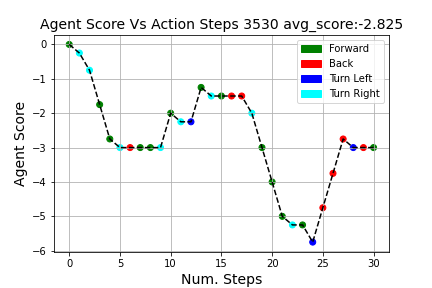 Agent Score Vs Action Steps 3530 avg_score:-2.825
Forward
Back
Turn Left
Turn Right
Agent Score
0
−1
−2
−3
−4
−5
−6
0 5 10 15 20 25 30
Num. Steps